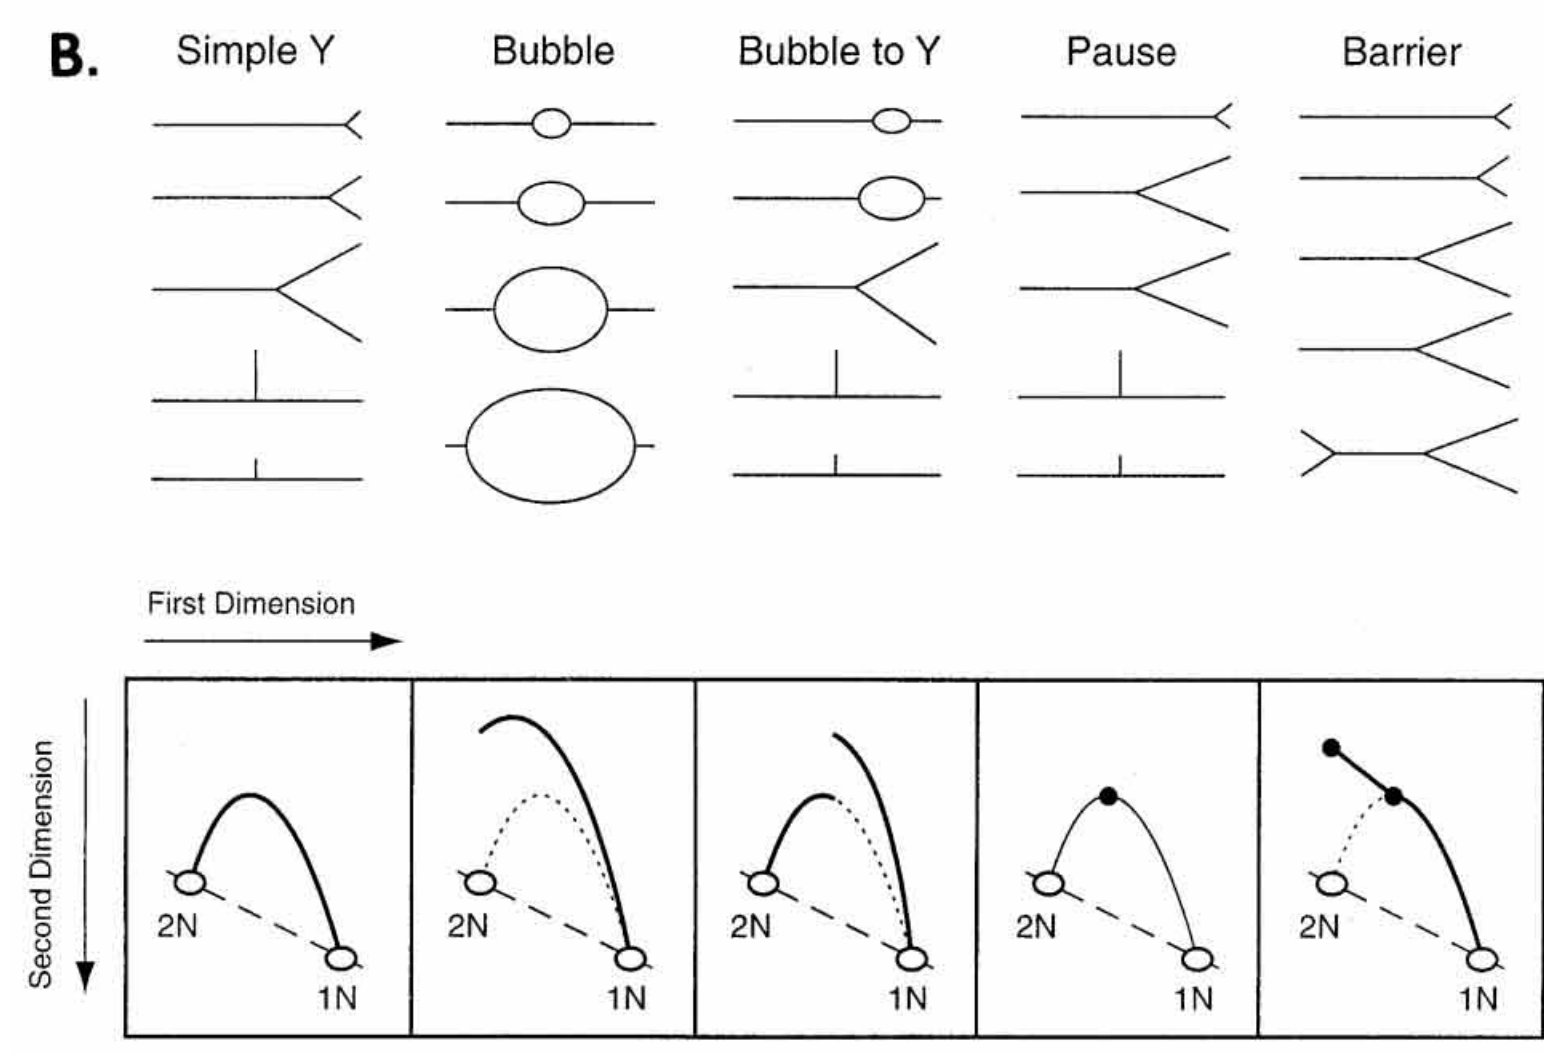 B. Simple Y Bubble Bubble to Y Pause Barrier
First Dimension
Second Dimension
2N 2N 2N 2N 2N
1N 1N 1N 1N 1N